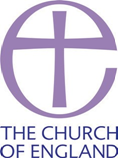 THE CHURCH
OF ENGLAND